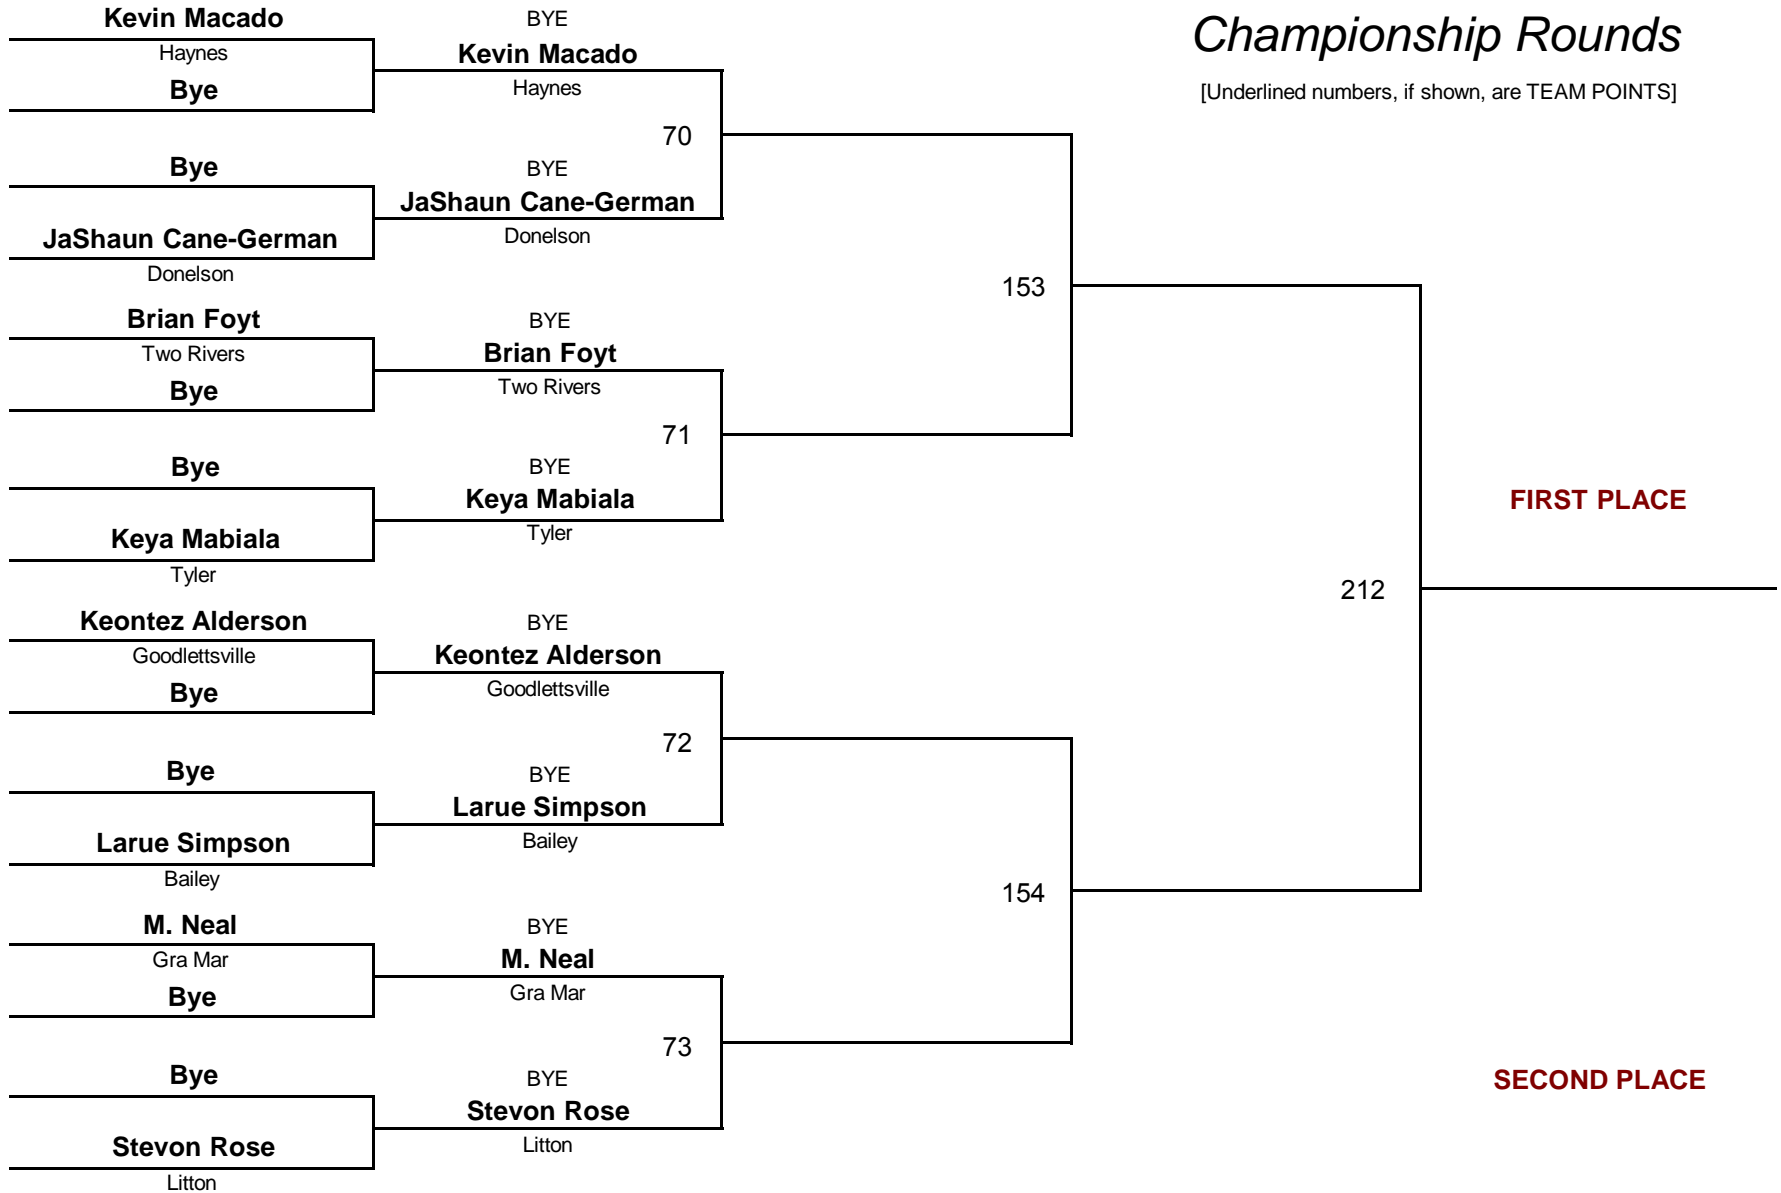 Championship Rounds
[Underlined numbers, if shown, are TEAM POINTS]
Kevin Macado
Haynes
Bye
Bye
JaShaun Cane-German
Donelson
Brian Foyt
Two Rivers
Bye
Bye
Keya Mabiala
Tyler
Keontez Alderson
Goodlettsville
Bye
Bye
Larue Simpson
Bailey
M. Neal
Gra Mar
Bye
Bye
Stevon Rose
Litton
BYE
Kevin Macado
Haynes
70
BYE
JaShaun Cane-German
Donelson
BYE
Brian Foyt
Two Rivers
71
BYE
Keya Mabiala
Tyler
BYE
Keontez Alderson
Goodlettsville
72
BYE
Larue Simpson
Bailey
BYE
M. Neal
Gra Mar
73
BYE
Stevon Rose
Litton
153
154
212
FIRST PLACE
SECOND PLACE